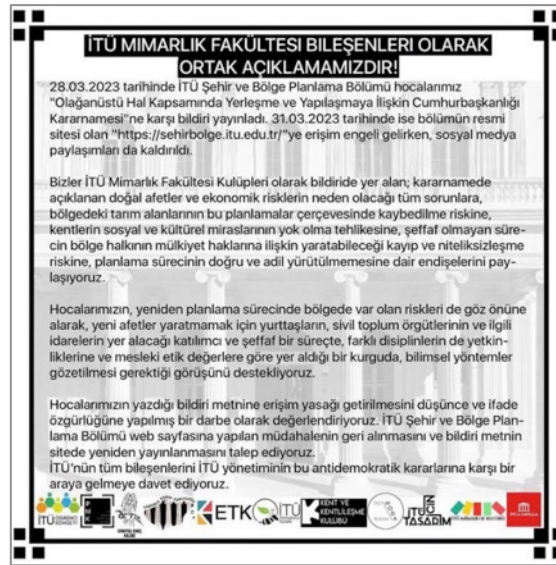 İTÜ MIMARLIK FAKÜLTESI BILEŞENLERI OLARAK
ORTAK AÇIKLAMAMIZDIR!
28.03.2023 tarihinde İTÜ Şehir ve Bölge Planlama Bölümü hocalarımız
"Olağanüstü Hal Kapsamında Yerleşme ve Yapılaşmaya İlişkin Cumhurbaşkanlığı
Kararnamesi"ne karşı bildiri yayınladı. 31.03.2023 tarihinde ise bölümün resmi
sitesi olan "https://sehirbolge.itu.edu.tr/"ye erişim engeli gelirken, sosyal medya
paylaşımları da kaldırıldı.
Bizler İTÜ Mimarlık Fakültesi Kulüpleri olarak bildiride yer alan; kararnamede
açıklanan doğal afetler ve ekonomik risklerin neden olacağı tüm sorunlara,
bölgedeki tarım alanlarının bu planlamalar çerçevesinde kaybedilme riskine,
kentlerin sosyal ve kültürel miraslarının yok olma tehlikesine, şeffaf olmayan süre-
cin bölge halkının mülkiyet haklarına ilişkin yaratabileceği kayıp ve niteliksizleşme
riskine, planlama sürecinin doğru ve adil yürütülmemesine dair endişelerini pay-
laşıyoruz.
Hocalarımızın, yeniden planlama sürecinde bölgede var olan riskleri de göz önüne
alarak, yeni afetler yaratmamak için yurttaşların, sivil toplum örgütlerinin ve ilgili
idarelerin yer alacağı katılımcı ve şeffaf bir süreçte, farklı disiplinlerin de yetkin-
liklerine ve mesleki etik değerlere göre yer aldığı bir kurguda, bilimsel yöntemler
gözetilmesi gerektiği görüşünü destekliyoruz.
Hocalarımızın yazdığı bildiri metnine erişim yasağı getirilmesini düşünce ve ifade
özgürlüğüne yapılmış bir darbe olarak değerlendiriyoruz. İTÜ Şehir ve Bölge Plan-
lama Bölümü web sayfasına yapılan müdahalenin geri alınmasını ve bildiri metnin
sitede yeniden yayınlanmasını talep ediyoruz.
İTÜ'nün tüm bileşenlerini İTÜ yönetiminin bu antidemokratik kararlarına karşı bir
araya gelmeye davet ediyoruz.
ETK
İTÜ
KENT VE
KENTLİLEŞME
KULÜBÜ
İTÜ İÇİN
TASARIM